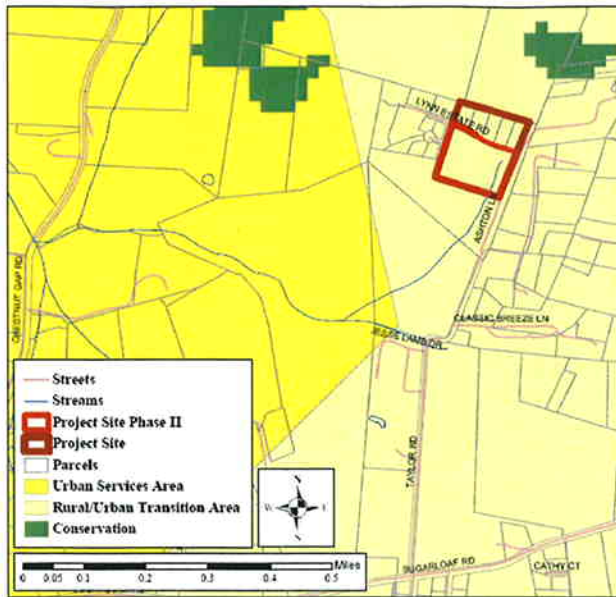 LYNN ESTATE RD
ASHTON LN
CHESTNUT GAP RD
CLASSIC BREEZE LN
TAYLOR RD
SUGARLOAF RD
CATHY CT
Streets
Streams
Project Site Phase II
Project Site
Parcels
Urban Services Area
Rural/Urban Transition Area
Conservation
W
S
Miles
0 0.05 0.1 0.2 0.3 0.4 0.5